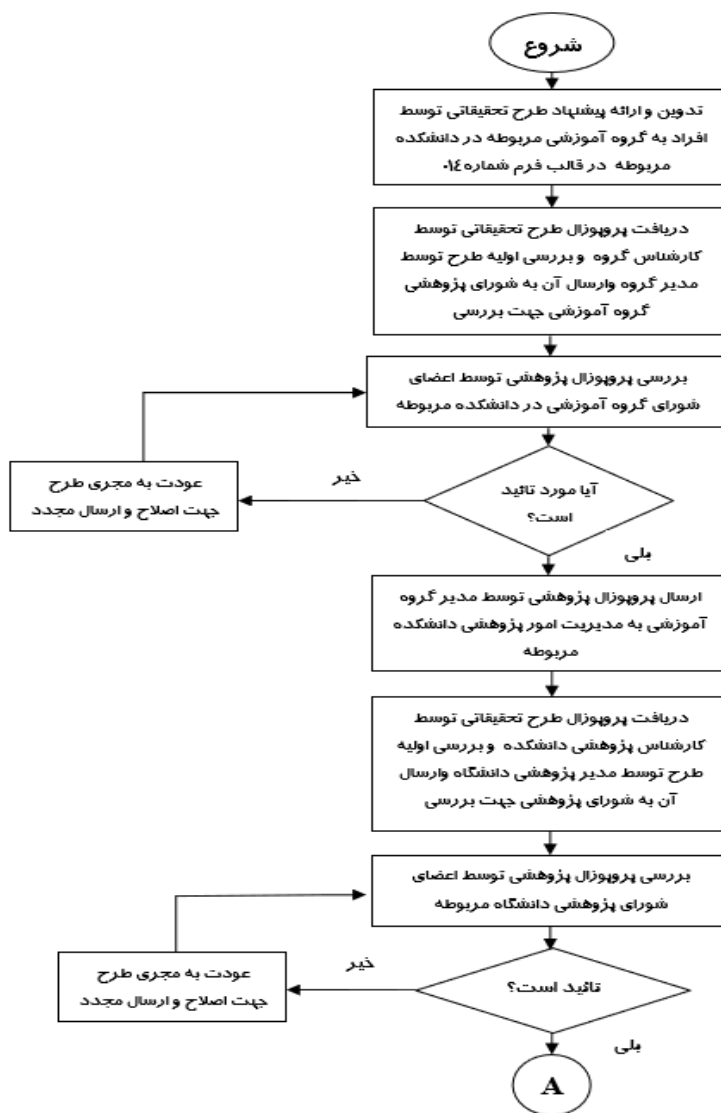 شروع
تدوین و ارائه پیشنهاد طرح تحقیقاتی توسط
افراد به گروه آموزشی مربوطه در دانشکده
مربوطه در قالب فرم شماره ۰۱۴
دریافت پروپوزال طرح تحقیقاتی توسط
کارشناس گروه و بررسی اولیه طرح توسط
مدیر گروه وارسال آن به شورای پژوهشی
گروه آموزشی جهت بررسی
بررسی پروپوزال پژوهشی توسط اعضای
شورای گروه آموزشی در دانشکده مربوطه
آیا مورد تائید
است؟
خیر
عودت به مجری طرح
جهت اصلاح و ارسال مجدد
بلی
ارسال پروپوزال پژوهشی توسط مدیر گروه
آموزشی به مدیریت امور پژوهشی دانشکده
مربوطه
دریافت پروپوزال طرح تحقیقاتی توسط
کارشناس پژوهشی دانشکده و بررسی اولیه
طرح توسط مدیر پژوهشی دانشگاه وارسال
آن به شورای پژوهشی جهت بررسی
بررسی پروپوزال پژوهشی توسط اعضای
شورای پژوهشی دانشگاه مربوطه
تائید است؟
خیر
عودت به مجری طرح
جهت اصلاح و ارسال مجدد
بلی
A